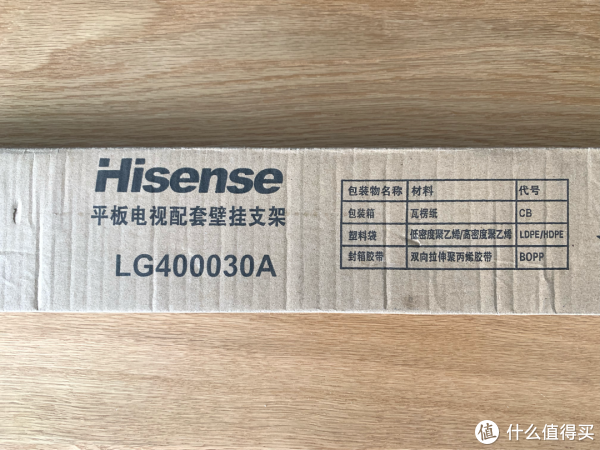 Hisense
平板电视配套壁挂支架
LG400030A
包装物名称 材料 代号
包装箱 瓦楞纸 CB
塑料袋 低密度聚乙烯/高密度聚乙烯 LDPE/HDPE
封箱胶带 双向拉伸聚丙烯胶带 BOPP
值 什么值得买